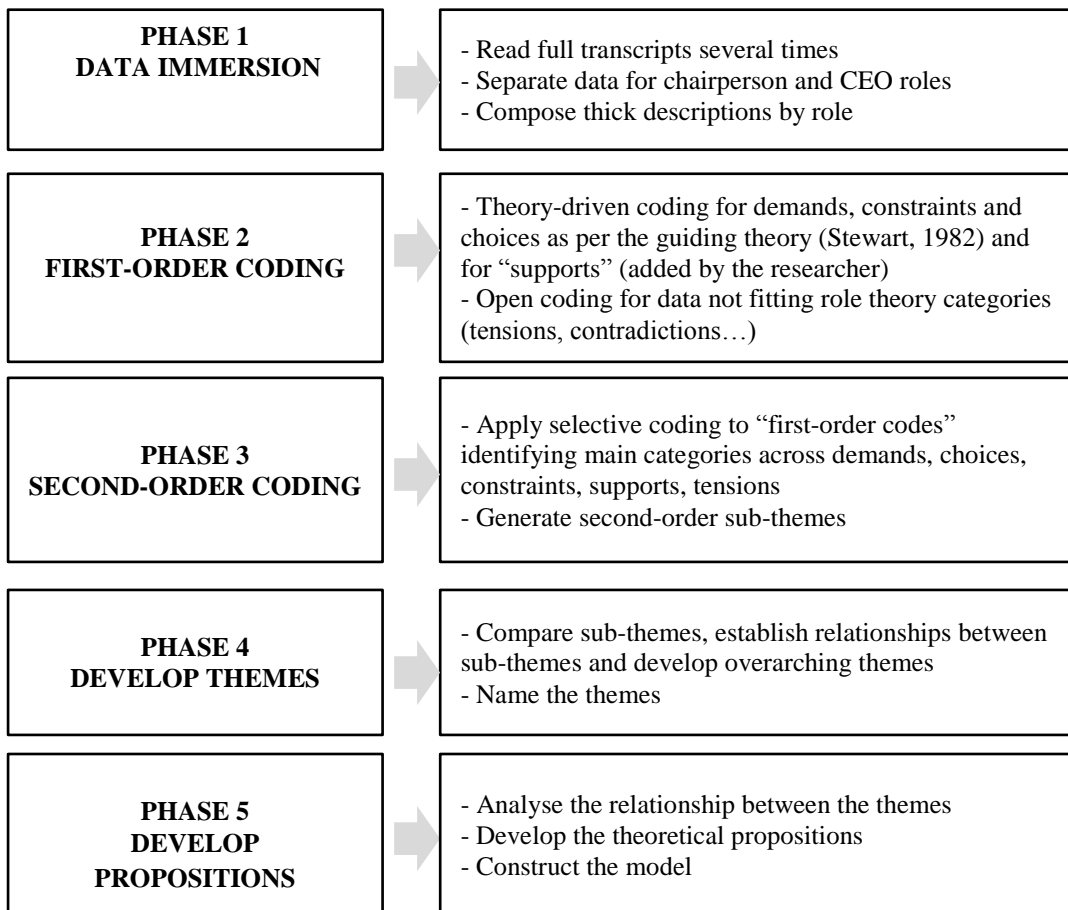 PHASE 1
DATA IMMERSION
- Read full transcripts several times
- Separate data for chairperson and CEO roles
- Compose thick descriptions by role
PHASE 2
FIRST-ORDER CODING
- Theory-driven coding for demands, constraints and
choices as per the guiding theory (Stewart, 1982) and
for “supports” (added by the researcher)
- Open coding for data not fitting role theory categories
(tensions, contradictions…)
PHASE 3
SECOND-ORDER CODING
- Apply selective coding to “first-order codes”
identifying main categories across demands, choices,
constraints, supports, tensions
- Generate second-order sub-themes
PHASE 4
DEVELOP THEMES
- Compare sub-themes, establish relationships between
sub-themes and develop overarching themes
- Name the themes
PHASE 5
DEVELOP
PROPOSITIONS
- Analyse the relationship between the themes
- Develop the theoretical propositions
- Construct the model